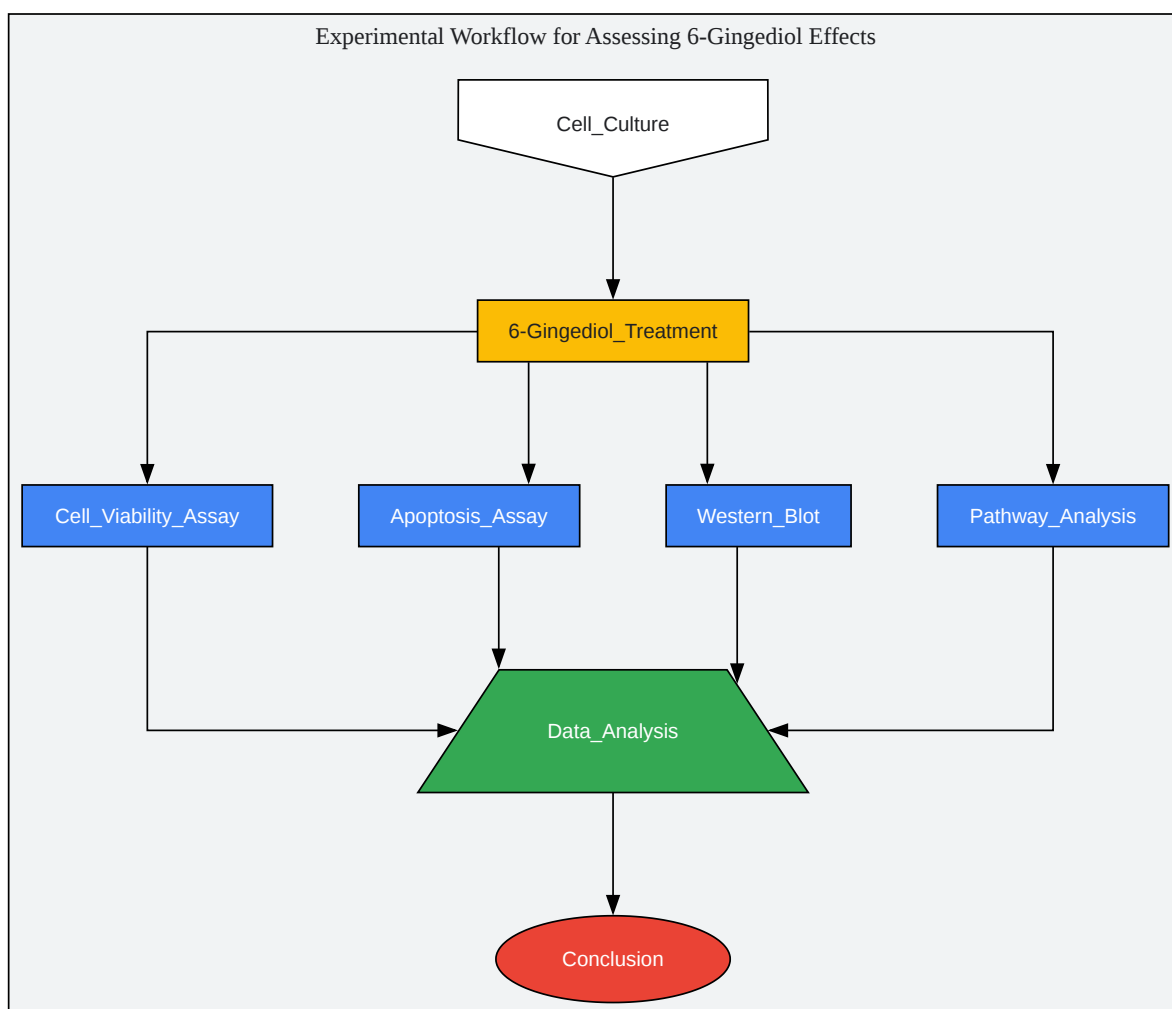 Experimental Workflow for Assessing 6-Gingediol Effects
Cell_Culture
6-Gingediol_Treatment
Cell_Viability_Assay
Apoptosis_Assay
Western_Blot
Pathway_Analysis
Data_Analysis
Conclusion